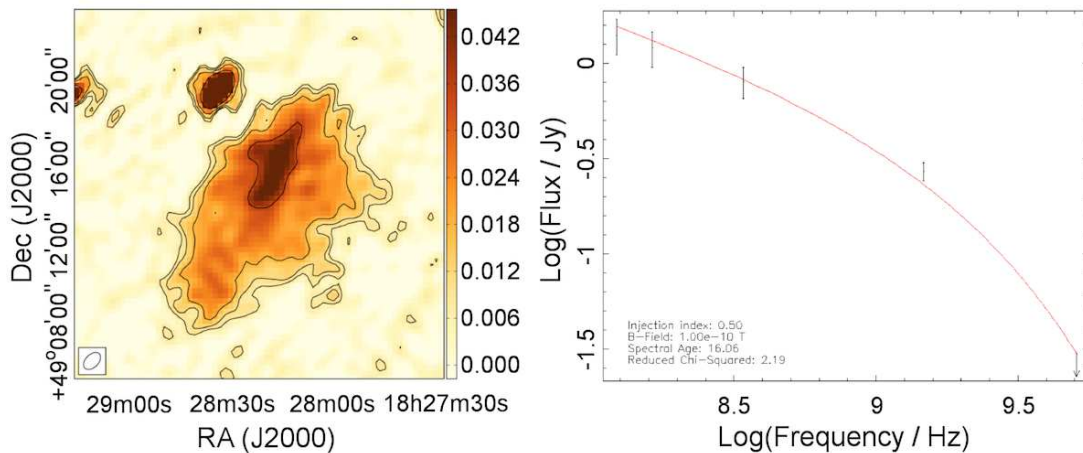 0.042
0.036
0.030
0.024
0.018
0.012
0.006
0.000
20'00"
16'00"
12'00"
+49°08'00"
Dec (J2000)
29m00s 28m30s 28m00s 18h27m30s
RA (J2000)
0
-0.5
-1
-1.5
Log(Flux / Jy)
Injection index: 0.50
B-Field: 1.00e-10 T
Spectral Age: 16.06
Reduced Chi-Squared: 2.19
8.5 9 9.5
Log(Frequency / Hz)